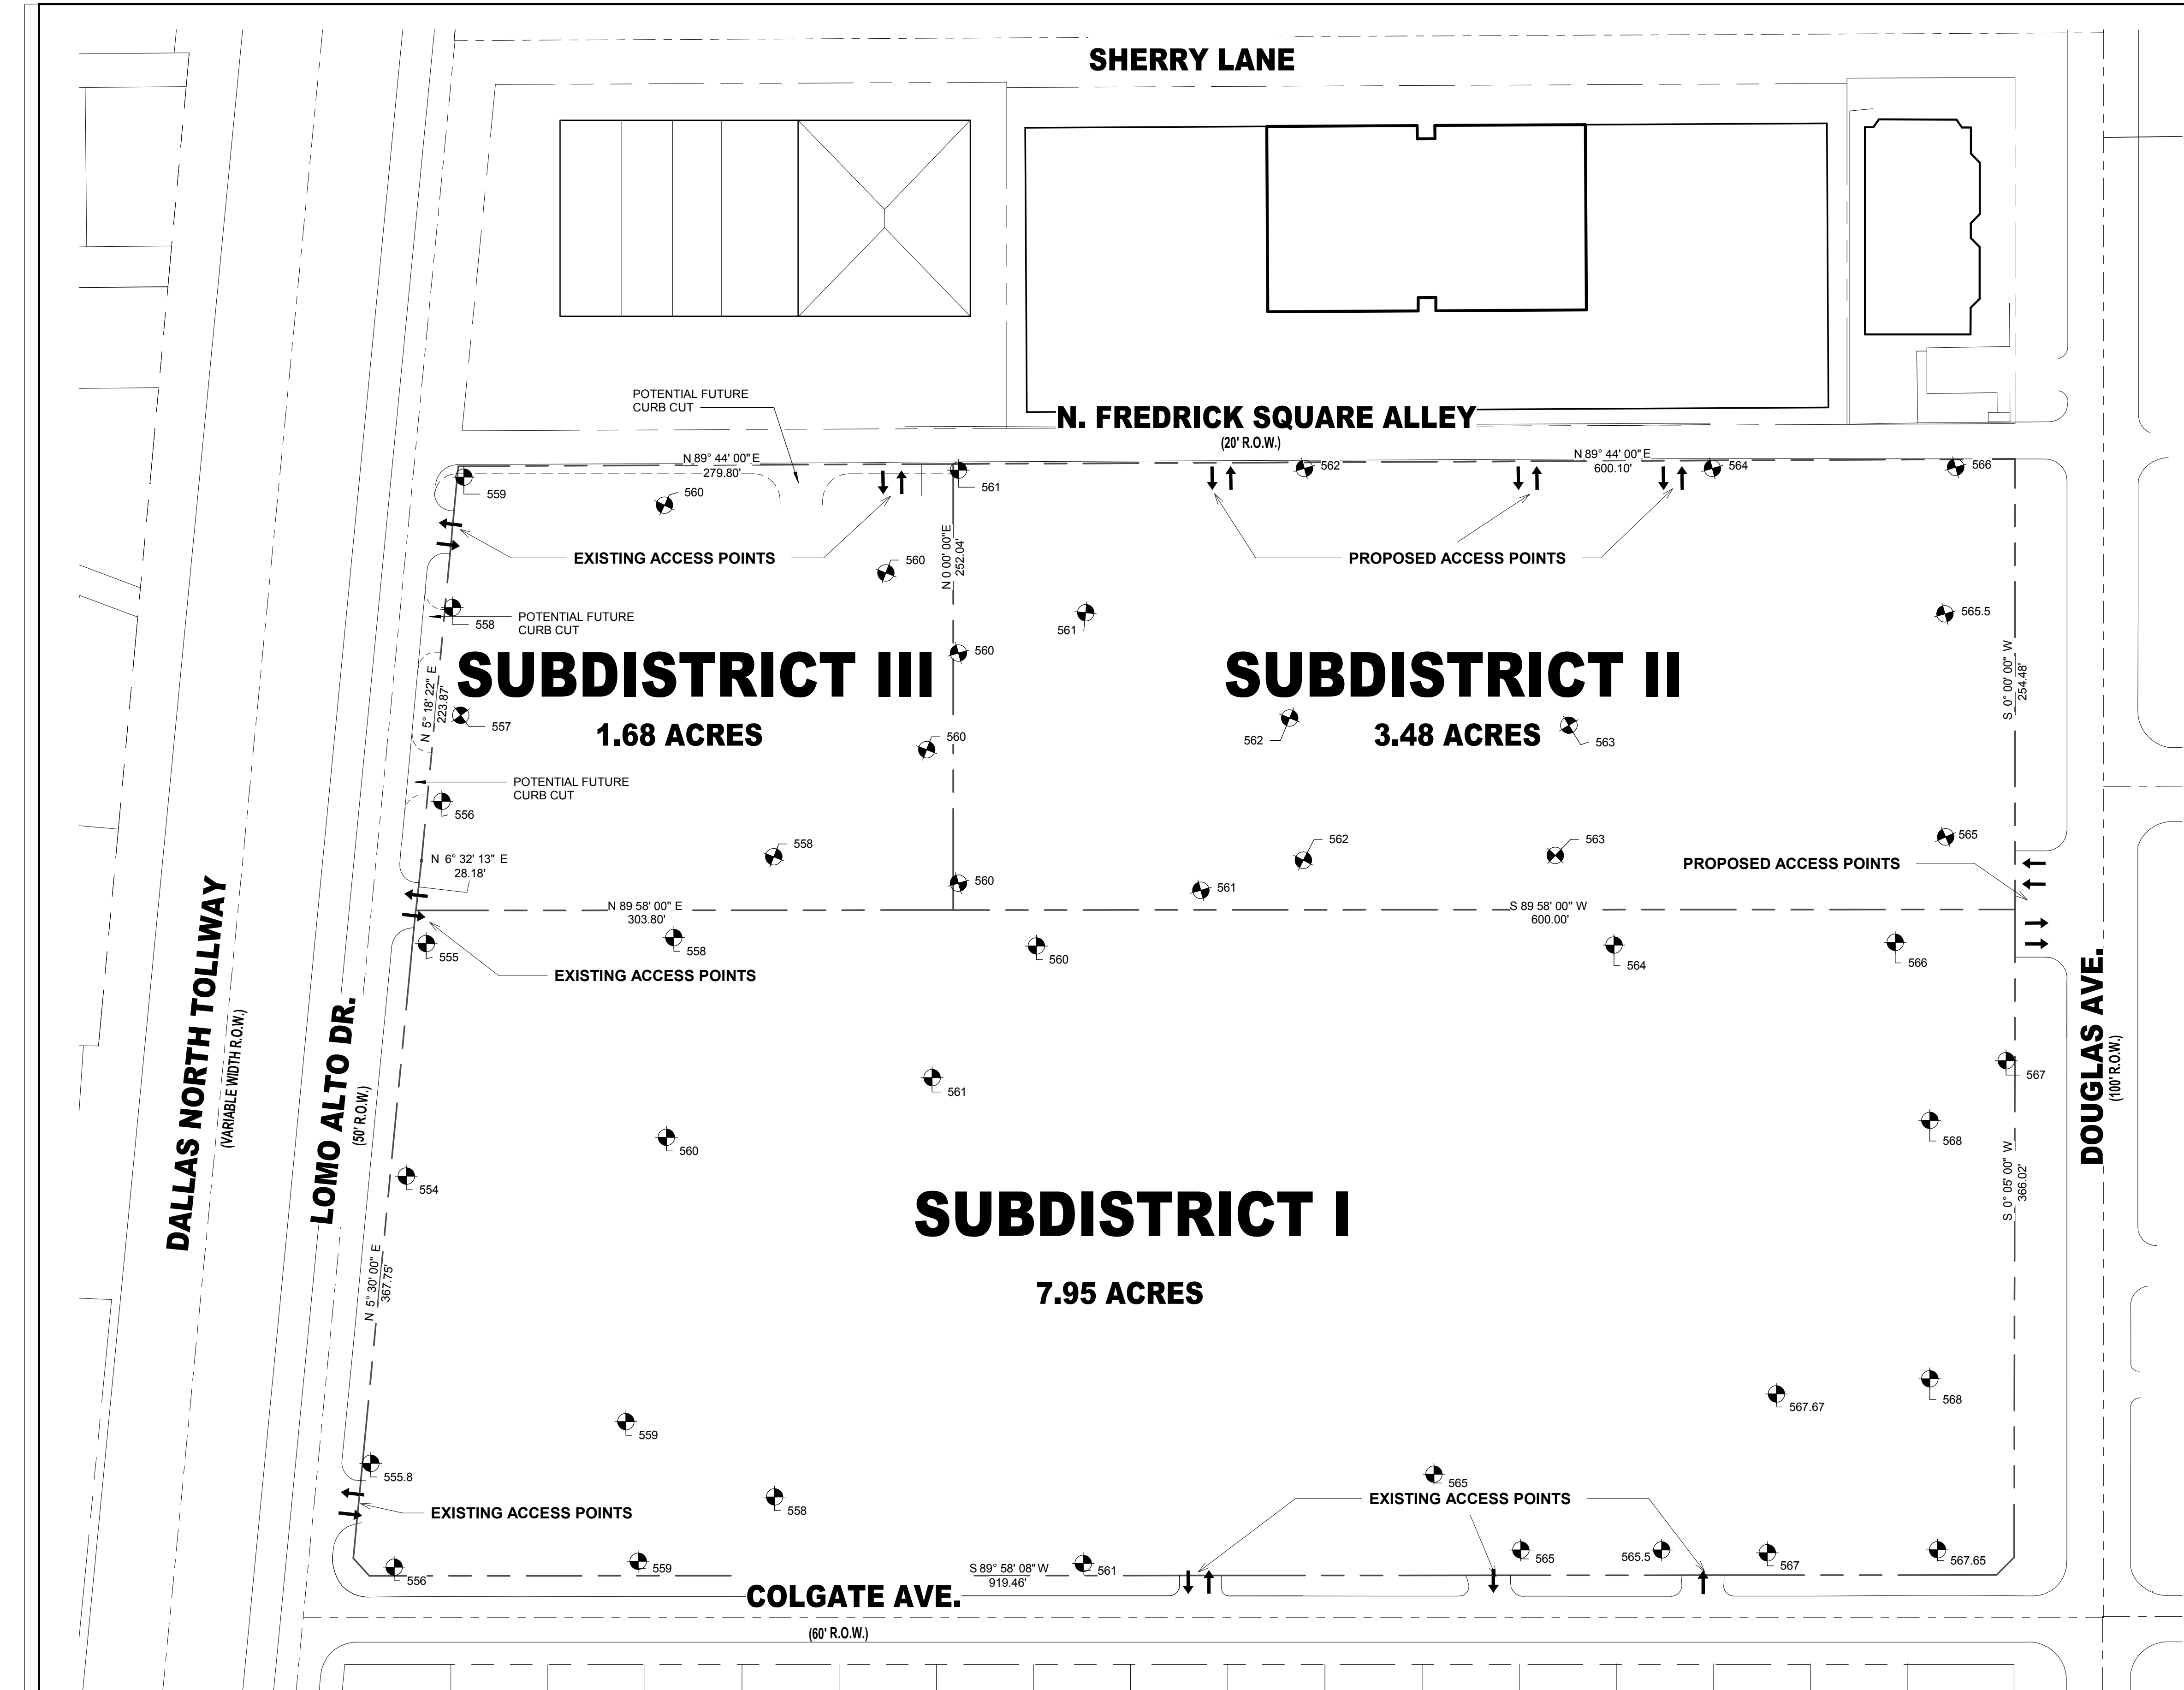 SHERRY LANE
POTENTIAL FUTURE
CURB CUT
N. FREDRICK SQUARE ALLEY
(20' R.O.W.)
N 89° 44' 00" E
279.80'
N 89° 44' 00" E
600.10'
559
560
561
562
564
566
EXISTING ACCESS POINTS
PROPOSED ACCESS POINTS
N 0 00' 00"E
252.04'
560
558
POTENTIAL FUTURE
CURB CUT
561
565.5
560
SUBDISTRICT III
1.68 ACRES
SUBDISTRICT II
3.48 ACRES
N 5° 18' 22" E
223.87'
S 0° 00' 00" W
254.48'
557
560
562
563
POTENTIAL FUTURE
CURB CUT
556
558
562
563
565
N 6° 32' 13" E
28.18'
PROPOSED ACCESS POINTS
560
561
N 89 58' 00" E
303.80'
S 89 58' 00" W
600.00'
555
558
560
564
566
EXISTING ACCESS POINTS
DALLAS NORTH TOLLWAY
(VARIABLE WIDTH R.O.W.)
LOMO ALTO DR.
(50' R.O.W.)
DOUGLAS AVE.
(100' R.O.W.)
567
561
568
560
554
S 0° 05' 00" W
366.02'
SUBDISTRICT I
7.95 ACRES
N 5° 30' 00" E
367.75'
568
567.67
559
555.8
565
558
EXISTING ACCESS POINTS
EXISTING ACCESS POINTS
556
559
561
565
565.5
567
567.65
S 89° 58' 08" W
919.46'
COLGATE AVE.
(60' R.O.W.)